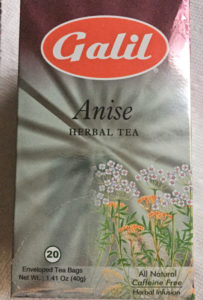 Galil
Anise
HERBAL TEA
20
Enveloped Tea Bags
Net Wt.: 1.41 Oz (40g)
All Natural
Caffeine Free
Herbal Infusion